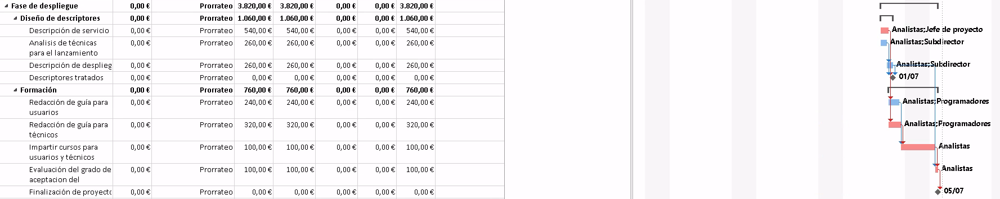 Fase de despliegue 0,00 € Prorrateo 3.820,00 € 3.820,00 € 0,00 € 0,00 € 3.820,00 €
Diseño de descriptores 0,00 € Prorrateo 1.060,00 € 1.060,00 € 0,00 € 0,00 € 1.060,00 €
Descripción de servicio 0,00 € Prorrateo 540,00 € 540,00 € 0,00 € 0,00 € 540,00 € Analistas;Jefe de proyecto
Analisis de técnicas 0,00 € Prorrateo 260,00 € 260,00 € 0,00 € 0,00 € 260,00 € Analistas;Subdirector
para el lanzamiento
Descripción de desplieg 0,00 € Prorrateo 260,00 € 260,00 € 0,00 € 0,00 € 260,00 € Analistas;Subdirector
Descriptores tratados 0,00 € Prorrateo 0,00 € 0,00 € 0,00 € 0,00 € 0,00 € 01/07
Formación 0,00 € Prorrateo 760,00 € 760,00 € 0,00 € 0,00 € 760,00 €
Redacción de guía para 0,00 € Prorrateo 240,00 € 240,00 € 0,00 € 0,00 € 240,00 € Analistas;Programadores
usuarios
Redacción de guía para 0,00 € Prorrateo 320,00 € 320,00 € 0,00 € 0,00 € 320,00 € Analistas;Programadores
técnicos
Impartir cursos para 0,00 € Prorrateo 100,00 € 100,00 € 0,00 € 0,00 € 100,00 € Analistas
usuarios y técnicos
Evaluación del grado de 0,00 € Prorrateo 100,00 € 100,00 € 0,00 € 0,00 € 100,00 € Analistas
aceptacion del
Finalización de proyecto 0,00 € Prorrateo 0,00 € 0,00 € 0,00 € 0,00 € 0,00 € 05/07